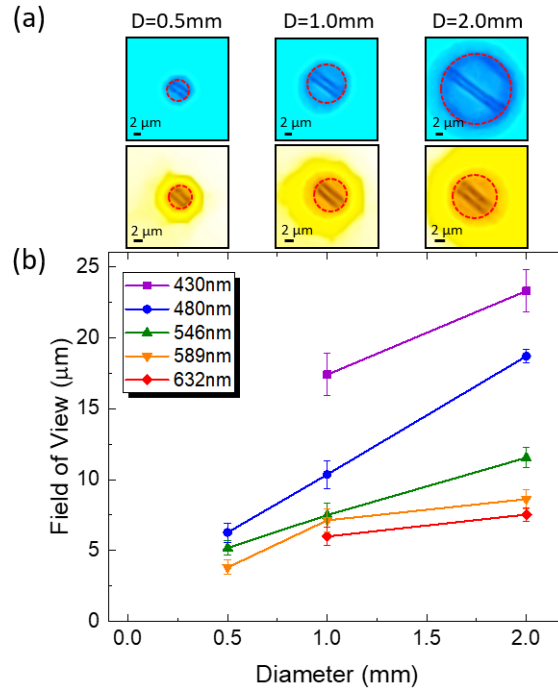 (a)
D=0.5mm D=1.0mm D=2.0mm
2 μm 2 μm 2 μm
2 μm 2 μm 2 μm
(b)
25
20
15
10
5
0
Field of View (μm)
430nm
480nm
546nm
589nm
632nm
0.0 0.5 1.0 1.5 2.0
Diameter (mm)